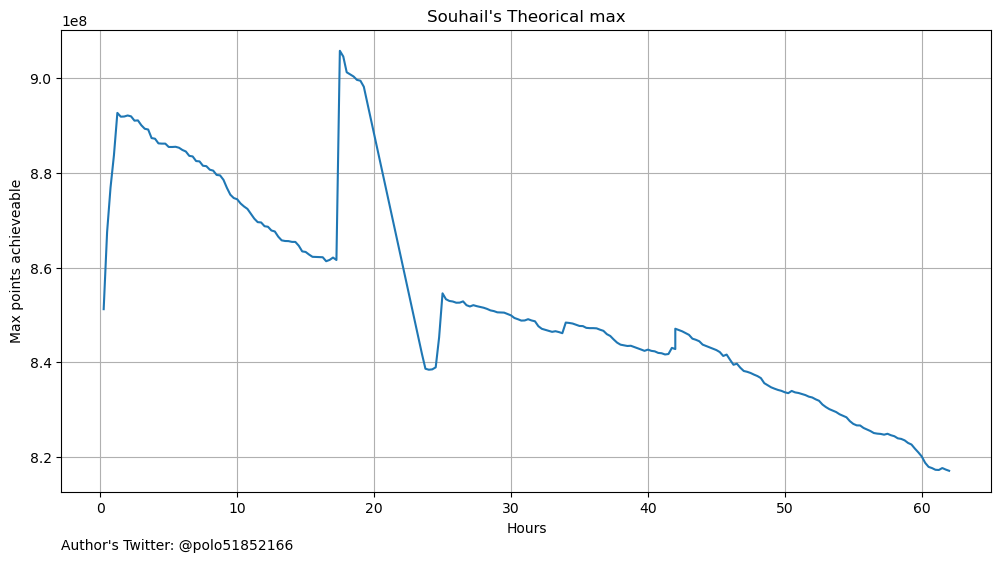 Souhail's Theorical max
1e8
Max points achieveable
9.0
8.8
8.6
8.4
8.2
0 10 20 30 40 50 60
Hours
Author's Twitter: @polo51852166